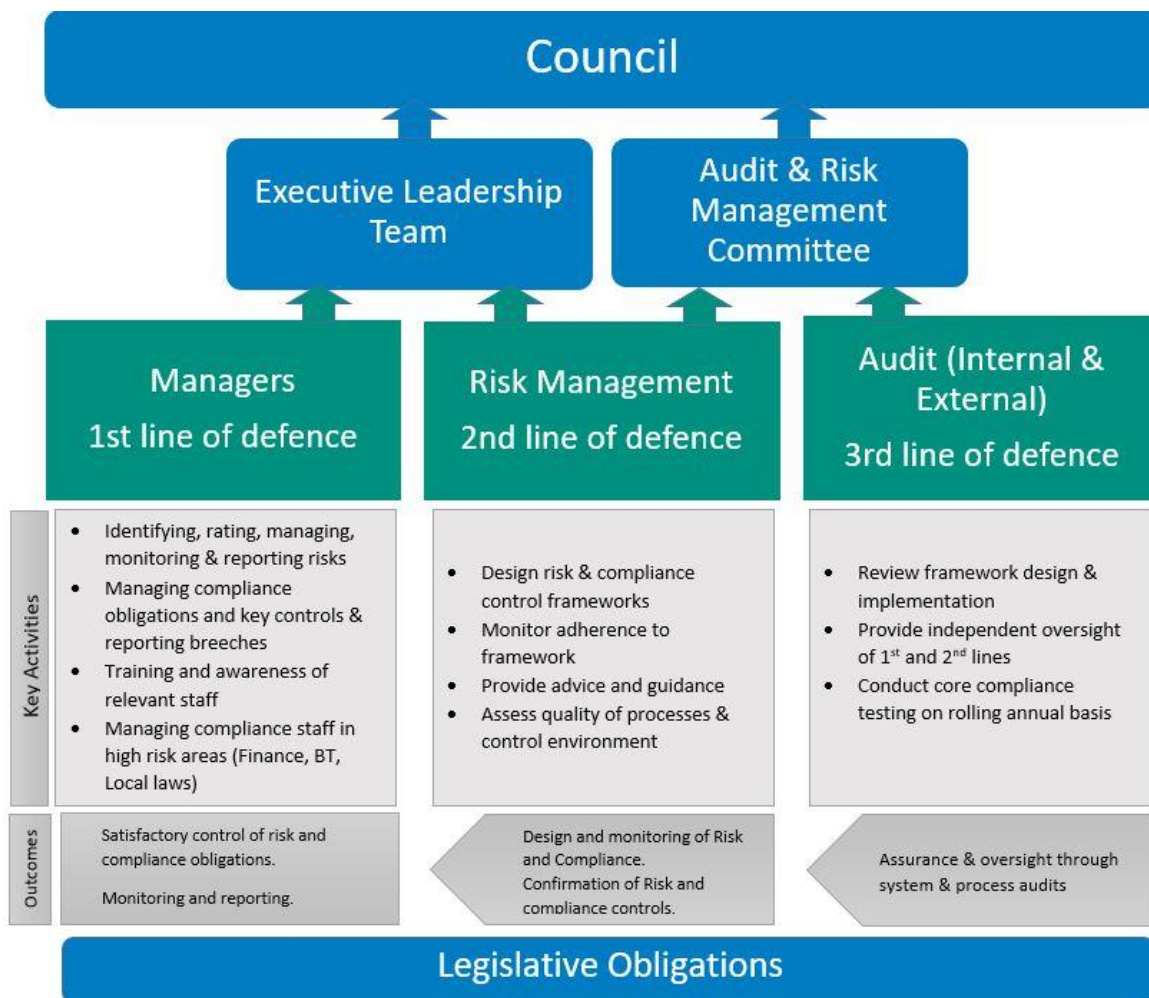 Council
Executive Leadership
Team
Audit & Risk
Management
Committee
Managers
1st line of defence
Risk Management
2nd line of defence
Audit (Internal &
External)
3rd line of defence
Key Activities
• Identifying, rating, managing,
monitoring & reporting risks
• Managing compliance
obligations and key controls &
reporting breeches
• Training and awareness of
relevant staff
• Managing compliance staff in
high risk areas (Finance, BT,
Local laws)
• Design risk & compliance
control frameworks
• Monitor adherence to
framework
• Provide advice and guidance
• Assess quality of processes &
control environment
• Review framework design &
implementation
• Provide independent oversight
of 1st and 2nd lines
• Conduct core compliance
testing on rolling annual basis
Outcomes
Satisfactory control of risk and
compliance obligations.
Monitoring and reporting.
Design and monitoring of Risk
and Compliance.
Confirmation of Risk and
compliance controls.
Assurance & oversight through
system & process audits
Legislative Obligations